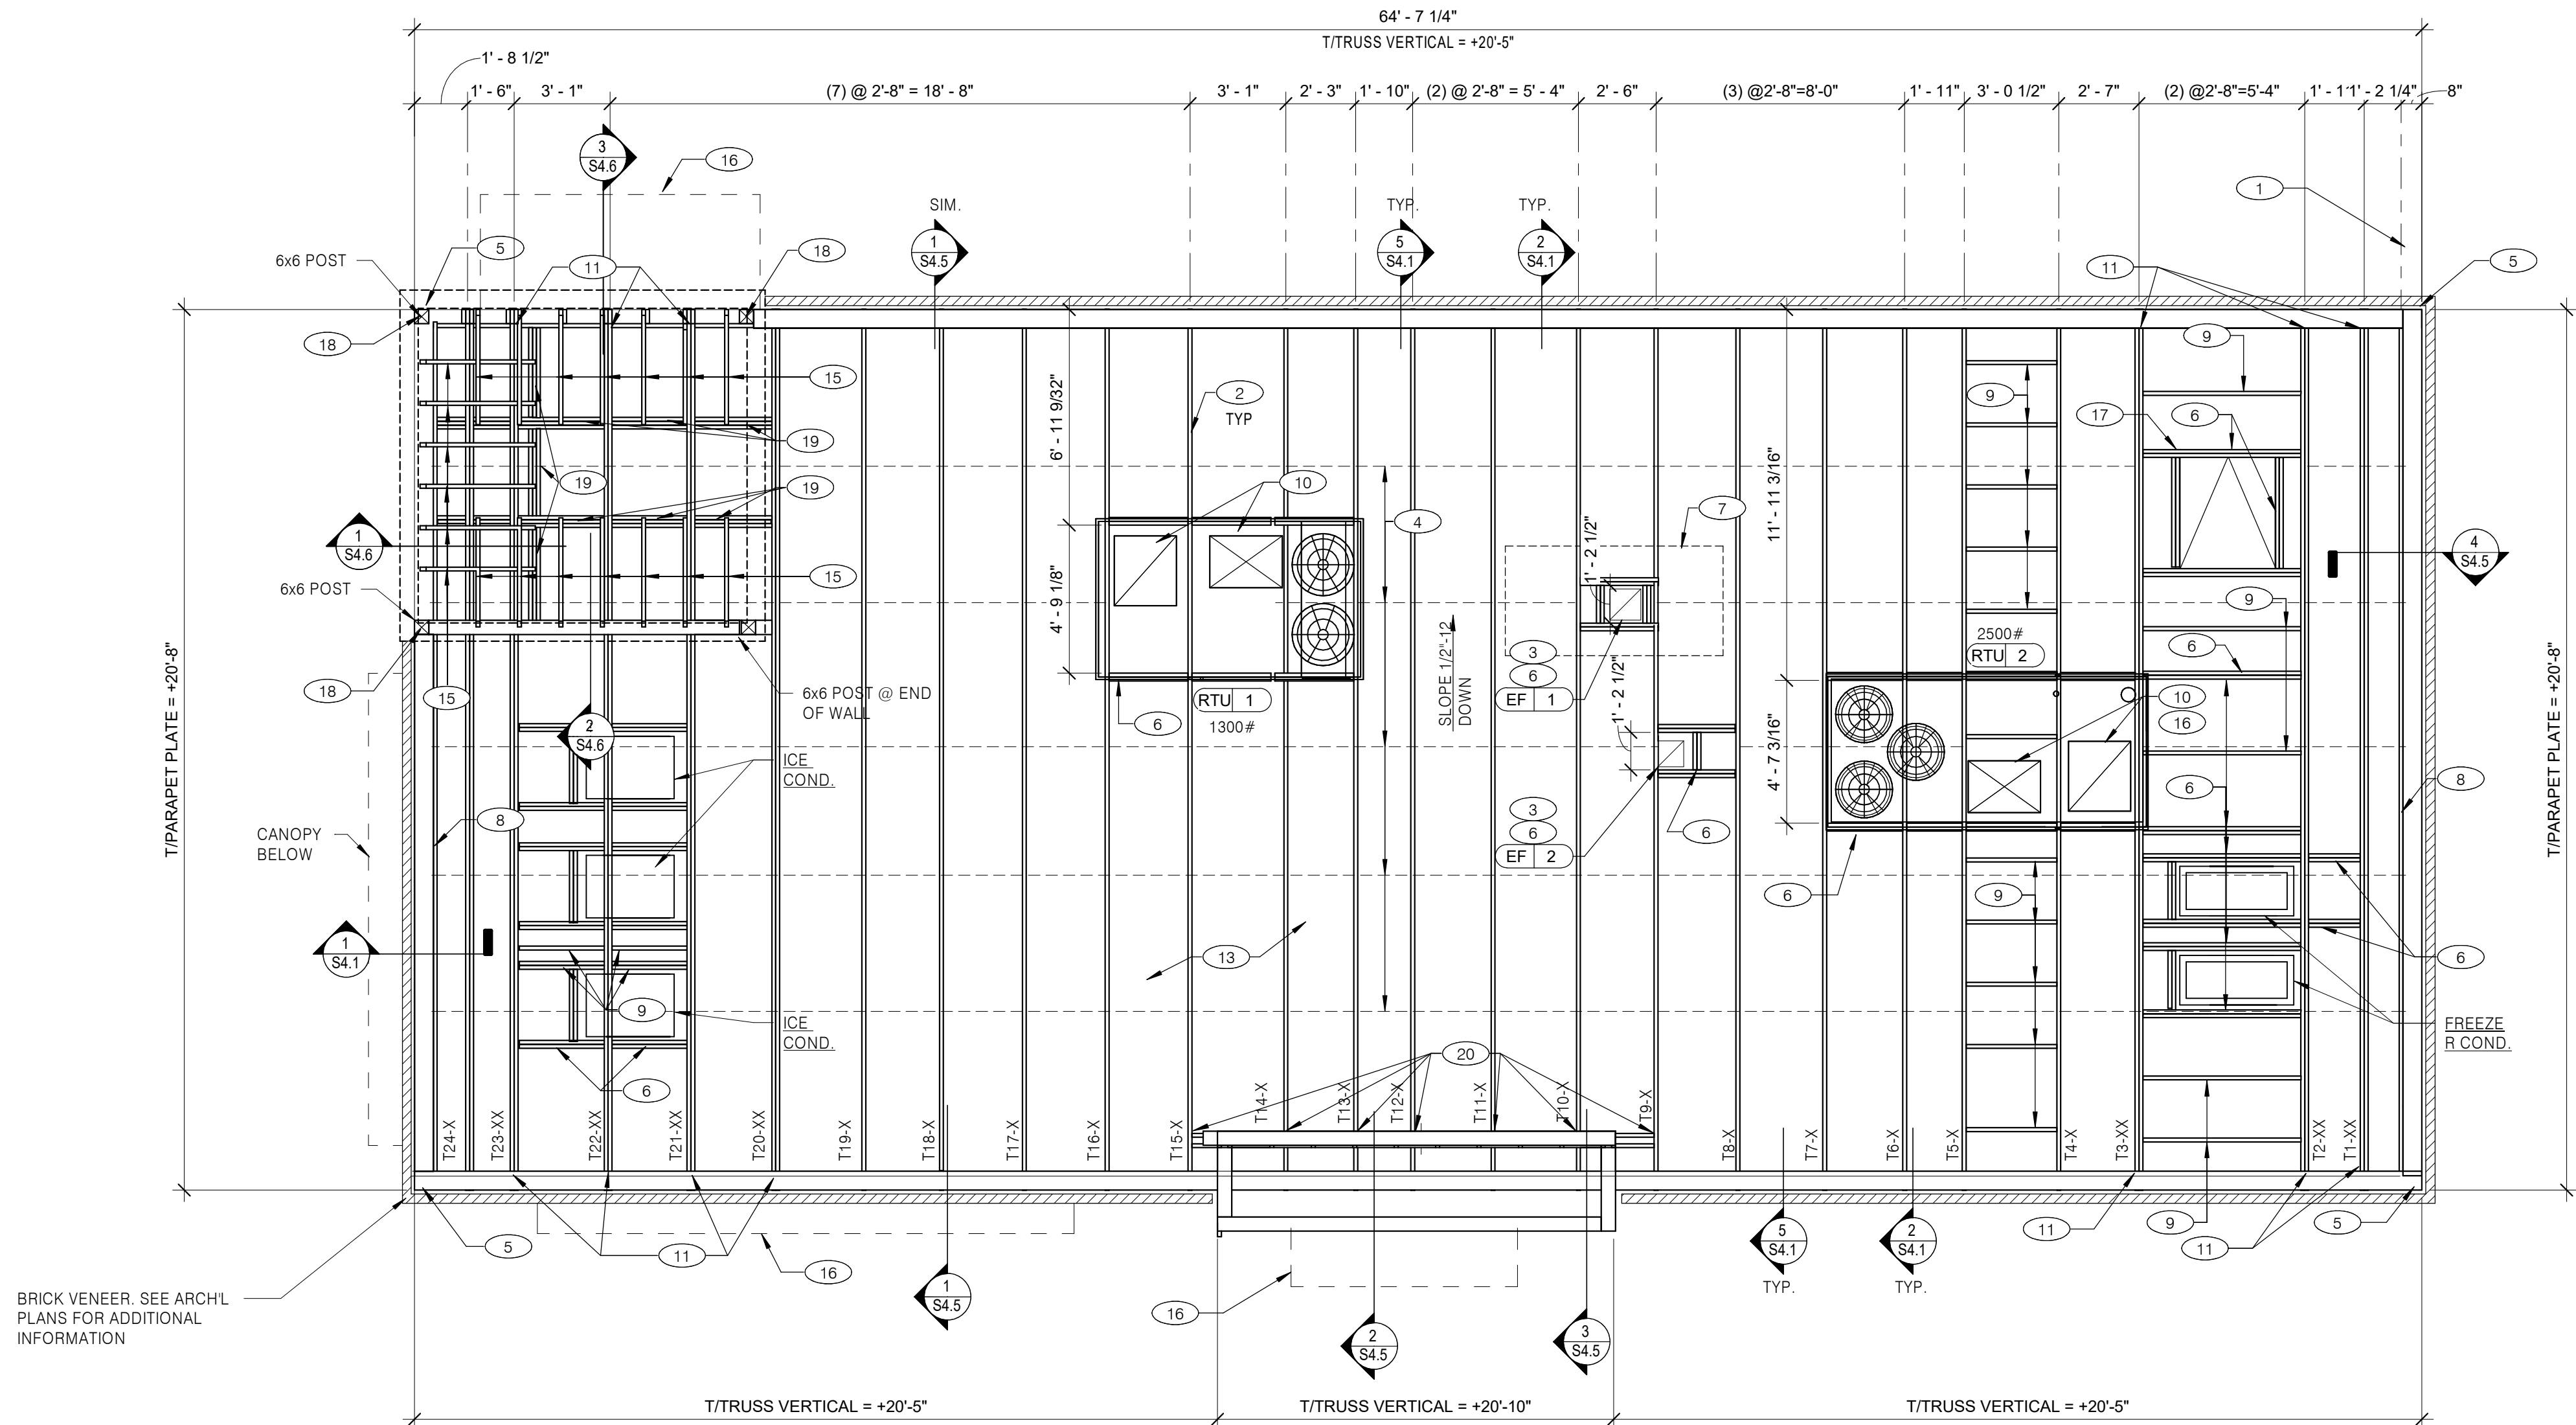 64' - 7 1/4"
T/TRUSS VERTICAL = +20'-5"
1' - 8 1/2"
1' - 6"
3' - 1"
(7) @ 2'-8" = 18' - 8"
3' - 1"
2' - 3"
1' - 10"
(2) @ 2'-8" = 5' - 4"
2' - 6"
(3) @2'-8"=8'-0"
1' - 11"
3' - 0 1/2"
2' - 7"
(2) @2'-8"=5'-4"
1' - 2 1/4"
8"
3
S4.6
16
1
SIM.
TYP.
TYP.
1
S4.5
5
S4.1
2
S4.1
6x6 POST
5
18
11
11
5
18
15
2
TYP
6' - 11 9/32"
11' - 11 3/16"
9
9
17
6
19
19
19
10
4
7
1' - 2 1/2"
1
S4.6
4
S4.5
15
6x6 POST
4' - 9 1/8"
SLOPE 1/2"-12
DOWN
3
6
EF 1
2500#
RTU 2
9
6
T/PARAPET PLATE = +20'-8"
T/PARAPET PLATE = +20'-8"
18
15
6x6 POST @ END
OF WALL
6
RTU 1
1300#
1' - 2 1/2"
10
16
2
S4.6
ICE
COND.
4' - 7 3/16"
8
6
8
CANOPY
BELOW
3
6
EF 2
6
6
9
1
S4.1
13
6
9
ICE
COND.
FREEZE
R COND.
20
6
T24-X
T23-XX
T22-XX
T21-XX
T20-XX
T19-X
T18-X
T17-X
T16-X
T15-X
T14-X
T13-X
T12-X
T11-X
T10-X
T9-X
T8-X
T7-X
T6-X
T5-X
T4-X
T3-XX
T2-XX
T1-XX
5
11
16
5
S4.1
TYP.
2
S4.1
TYP.
11
9
11
5
BRICK VENEER. SEE ARCH'L
PLANS FOR ADDITIONAL
INFORMATION
1
S4.5
16
2
S4.5
3
S4.5
T/TRUSS VERTICAL = +20'-5"
T/TRUSS VERTICAL = +20'-10"
T/TRUSS VERTICAL = +20'-5"